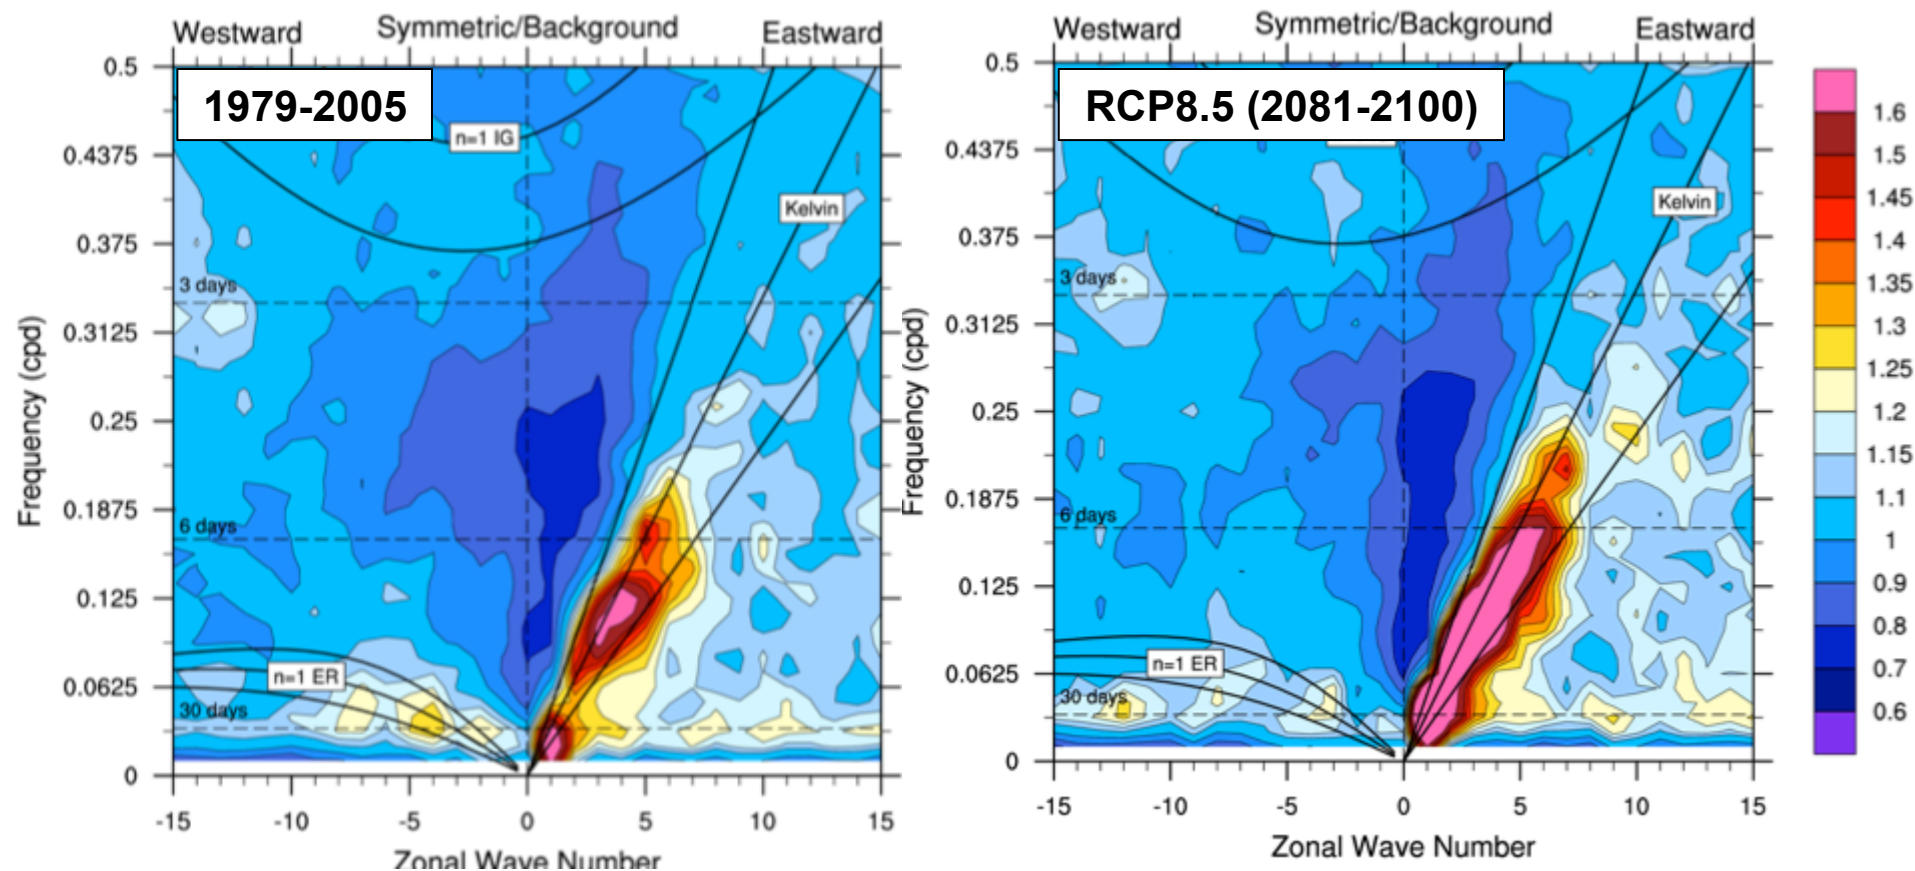 Westward Symmetric/Background Eastward
1979-2005
n=1 IG
Kelvin
3 days
6 days
n=1 ER
30 days
0.5
0.4375
0.375
0.3125
0.25
0.1875
0.125
0.0625
0
Frequency (cpd)
-15 -10 -5 0 5 10 15
Zonal Wave Number
Westward Symmetric/Background Eastward
RCP8.5 (2081-2100)
Kelvin
3 days
6 days
n=1 ER
30 days
0.5
0.4375
0.375
0.3125
0.25
0.1875
0.125
0.0625
0
Frequency (cpd)
-15 -10 -5 0 5 10 15
Zonal Wave Number
1.6
1.5
1.45
1.4
1.35
1.3
1.25
1.2
1.15
1.1
1
0.9
0.8
0.7
0.6